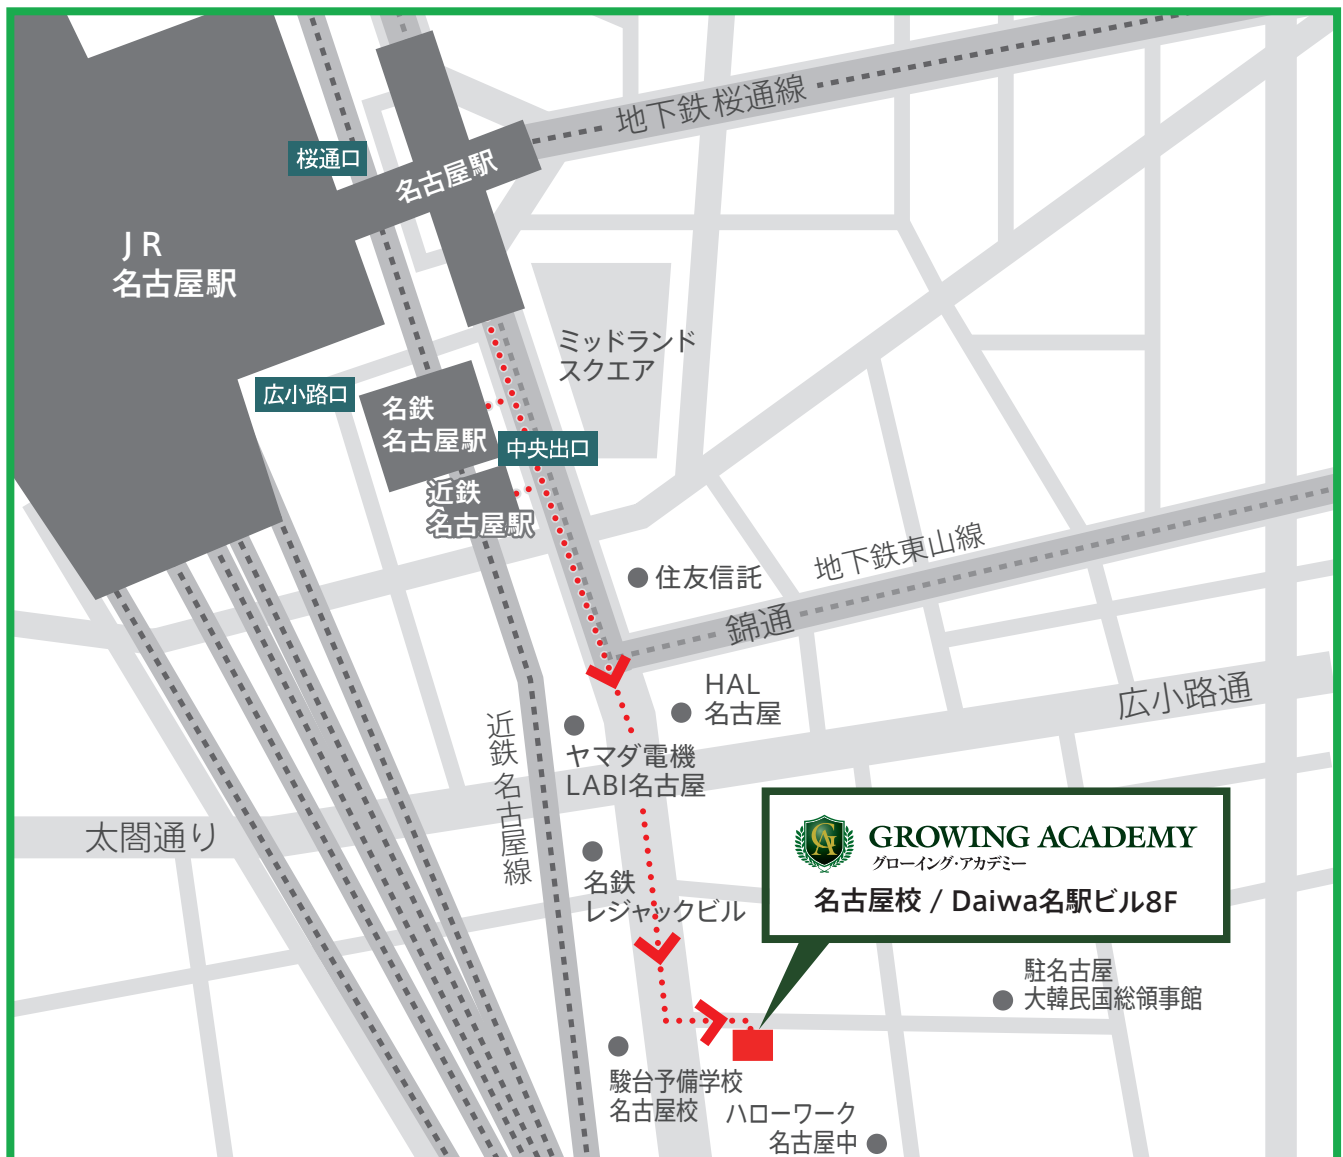 地下鉄桜通線
桜通口
名古屋駅
JR
名古屋駅
ミッドランド
スクエア
広小路口
名鉄
名古屋駅
中央出口
近鉄
名古屋駅
地下鉄東山線
住友信託
錦通
HAL
名古屋
広小路通
近鉄名古屋線
ヤマダ電機
LABI名古屋
太閤通り
GA
GROWING ACADEMY
グローイング・アカデミー
名古屋校 / Daiwa名駅ビル8F
名鉄
レジャックビル
駐名古屋
大韓民国総領事館
駿台予備学校
名古屋校
ハローワーク
名古屋中